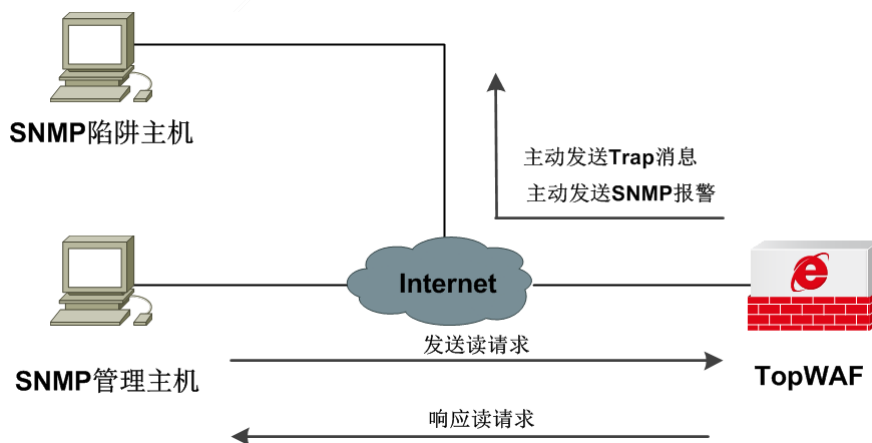 SNMP陷阱主机
主动发送Trap消息
主动发送SNMP报警
Internet
发送读请求
SNMP管理主机
TopWAF
响应读请求